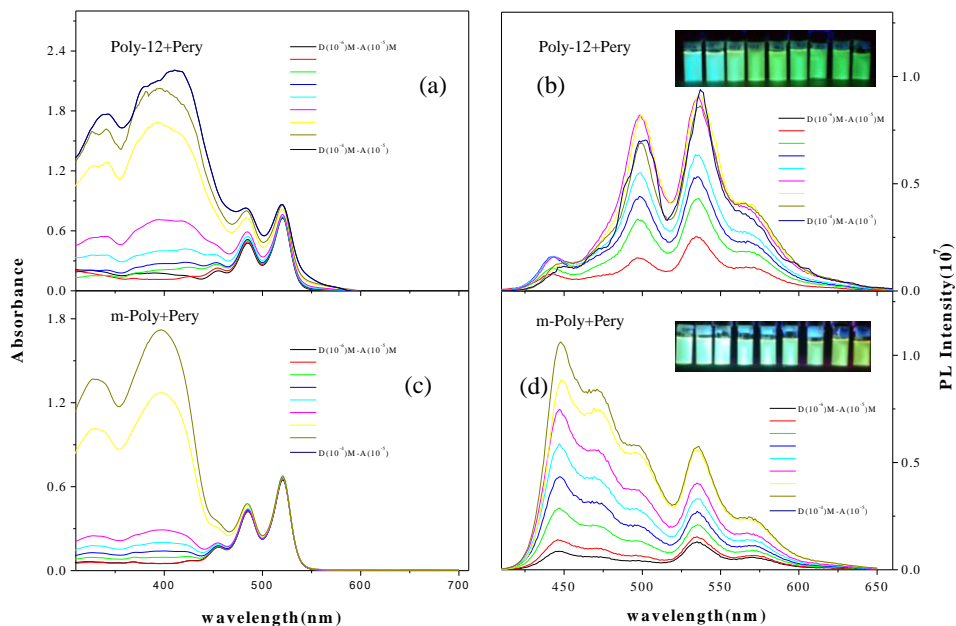 Poly-12+Pery
(a)
D(10⁻⁶)M-A(10⁻⁵)M
D(10⁻⁴)M-A(10⁻⁵)
2.4
1.8
1.2
0.6
0.0
Poly-12+Pery
(b)
D(10⁻⁶)M-A(10⁻⁵)M
D(10⁻⁴)M-A(10⁻⁵)
1.0
0.5
0.0
m-Poly+Pery
(c)
D(10⁻⁶)M-A(10⁻⁵)M
D(10⁻⁴)M-A(10⁻⁵)
1.8
1.2
0.6
0.0
400 500 600 700
wavelength(nm)
m-Poly+Pery
(d)
D(10⁻⁶)M-A(10⁻⁵)M
D(10⁻⁴)M-A(10⁻⁵)
1.0
0.5
0.0
450 500 550 600 650
wavelength(nm)
Absorbance
PL Intensity(10⁷)